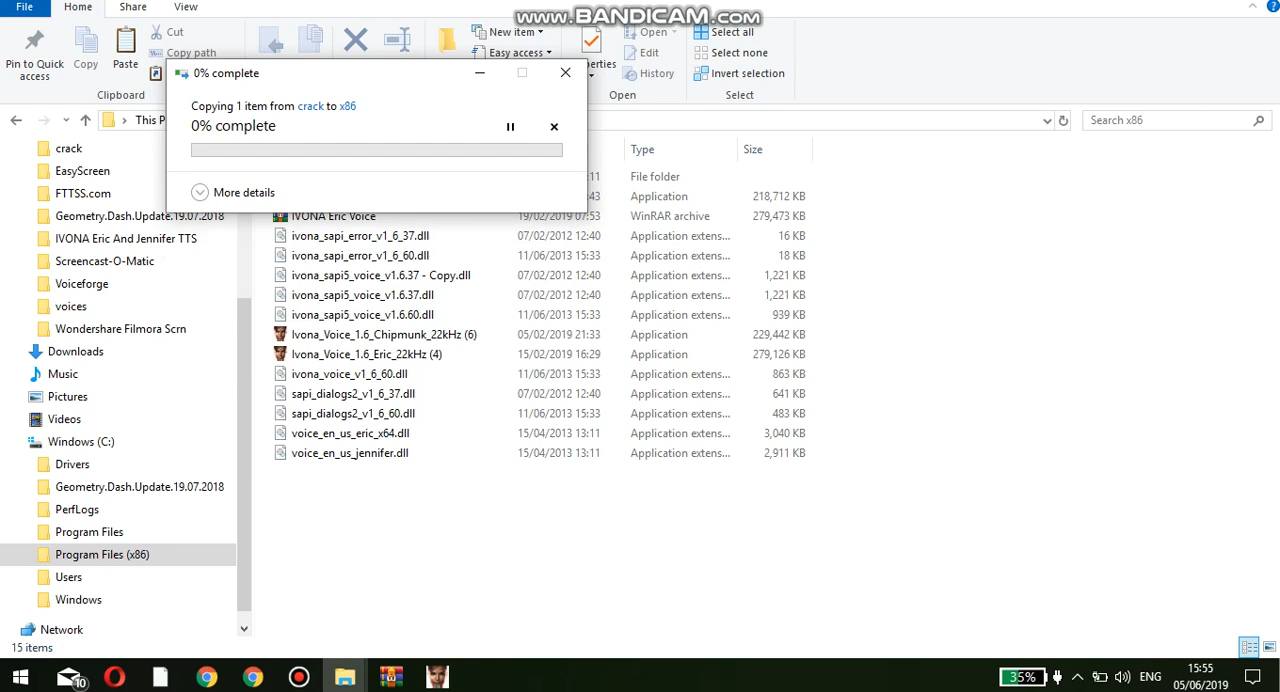 File Home Share View
www.BANDICAM.com
Pin to Quick access
Copy
Paste
Cut
Copy path
New item
Easy access
Open
Edit
History
Select all
Select none
Invert selection
Clipboard
Open
Select
0% complete
Copying 1 item from crack to x86
0% complete
More details
This P
Search x86
Type Size
crack
EasyScreen
FTTSS.com
Geometry.Dash.Update.19.07.2018
IVONA Eric And Jennifer TTS
Screencast-O-Matic
Voiceforge
voices
Wondershare Filmora Scrn
Downloads
Music
Pictures
Videos
Windows (C:)
Drivers
Geometry.Dash.Update.19.07.2018
PerfLogs
Program Files
Program Files (x86)
Users
Windows
Network
:11 File folder
:43 Application 218,712 KB
IVONA Eric Voice 19/02/2019 07:53 WinRAR archive 279,473 KB
ivona_sapi_error_v1_6_37.dll 07/02/2012 12:40 Application extens... 16 KB
ivona_sapi_error_v1_6_60.dll 11/06/2013 15:33 Application extens... 18 KB
ivona_sapi5_voice_v1.6.37 - Copy.dll 07/02/2012 12:40 Application extens... 1,221 KB
ivona_sapi5_voice_v1.6.37.dll 07/02/2012 12:40 Application extens... 1,221 KB
ivona_sapi5_voice_v1.6.60.dll 11/06/2013 15:33 Application extens... 939 KB
Ivona_Voice_1.6_Chipmunk_22kHz (6) 05/02/2019 21:33 Application 229,442 KB
Ivona_Voice_1.6_Eric_22kHz (4) 15/02/2019 16:29 Application 279,126 KB
ivona_voice_v1_6_60.dll 11/06/2013 15:33 Application extens... 863 KB
sapi_dialogs2_v1_6_37.dll 07/02/2012 12:40 Application extens... 641 KB
sapi_dialogs2_v1_6_60.dll 11/06/2013 15:33 Application extens... 483 KB
voice_en_us_eric_x64.dll 15/04/2013 13:11 Application extens... 3,040 KB
voice_en_us_jennifer.dll 15/04/2013 13:11 Application extens... 2,911 KB
15 items
35%
ENG
15:55
05/06/2019